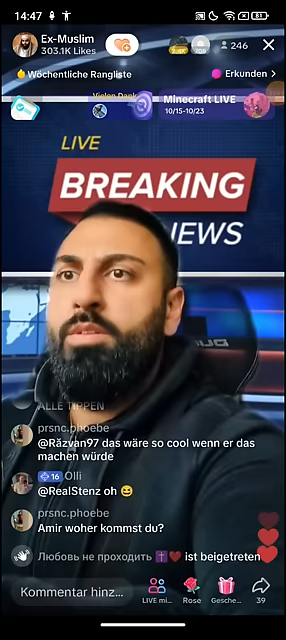 14:47
81
Ex-Muslim
303.1K Likes
246
Wöchentliche Rangliste
Erkunden >
Vielen Dank
Minecraft LIVE
10/15-10/23
LIVE
BREAKING
NEWS
ALLE TIPPEN
prsnc.phoebe
@Răzvan97 das wäre so cool wenn er das
machen würde
16 Olli
@RealStenz oh 😄
prsnc.phoebe
Amir woher kommst du?
Любовь не проходить ✝️❤️ ist beigetreten
Kommentar hinz...
LIVE mi...
Rose
Gesche...
39